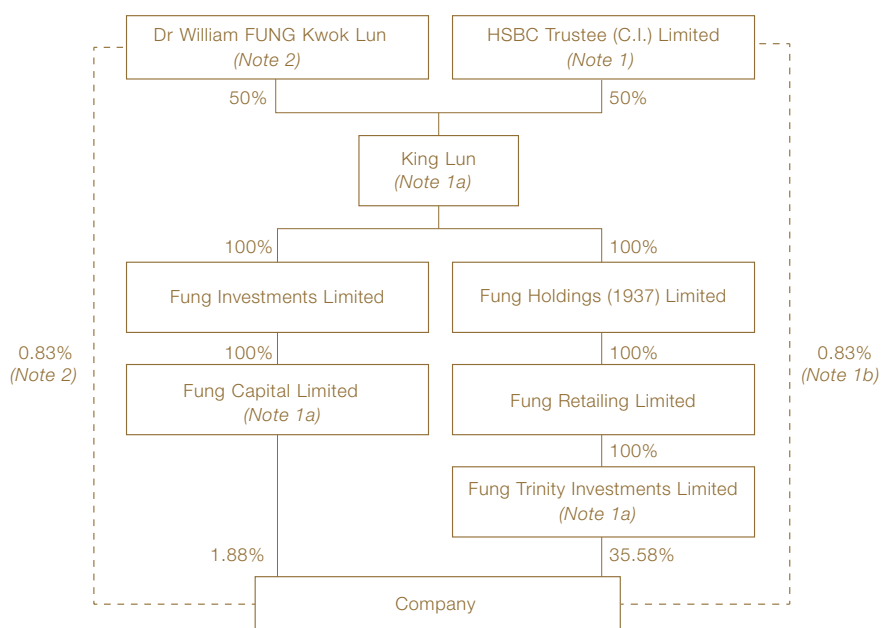 Dr William FUNG Kwok Lun
(Note 2)
HSBC Trustee (C.I.) Limited
(Note 1)
50%
50%
King Lun
(Note 1a)
100%
100%
Fung Investments Limited
Fung Holdings (1937) Limited
0.83%
(Note 2)
100%
100%
0.83%
(Note 1b)
Fung Capital Limited
(Note 1a)
Fung Retailing Limited
100%
Fung Trinity Investments Limited
(Note 1a)
1.88%
35.58%
Company